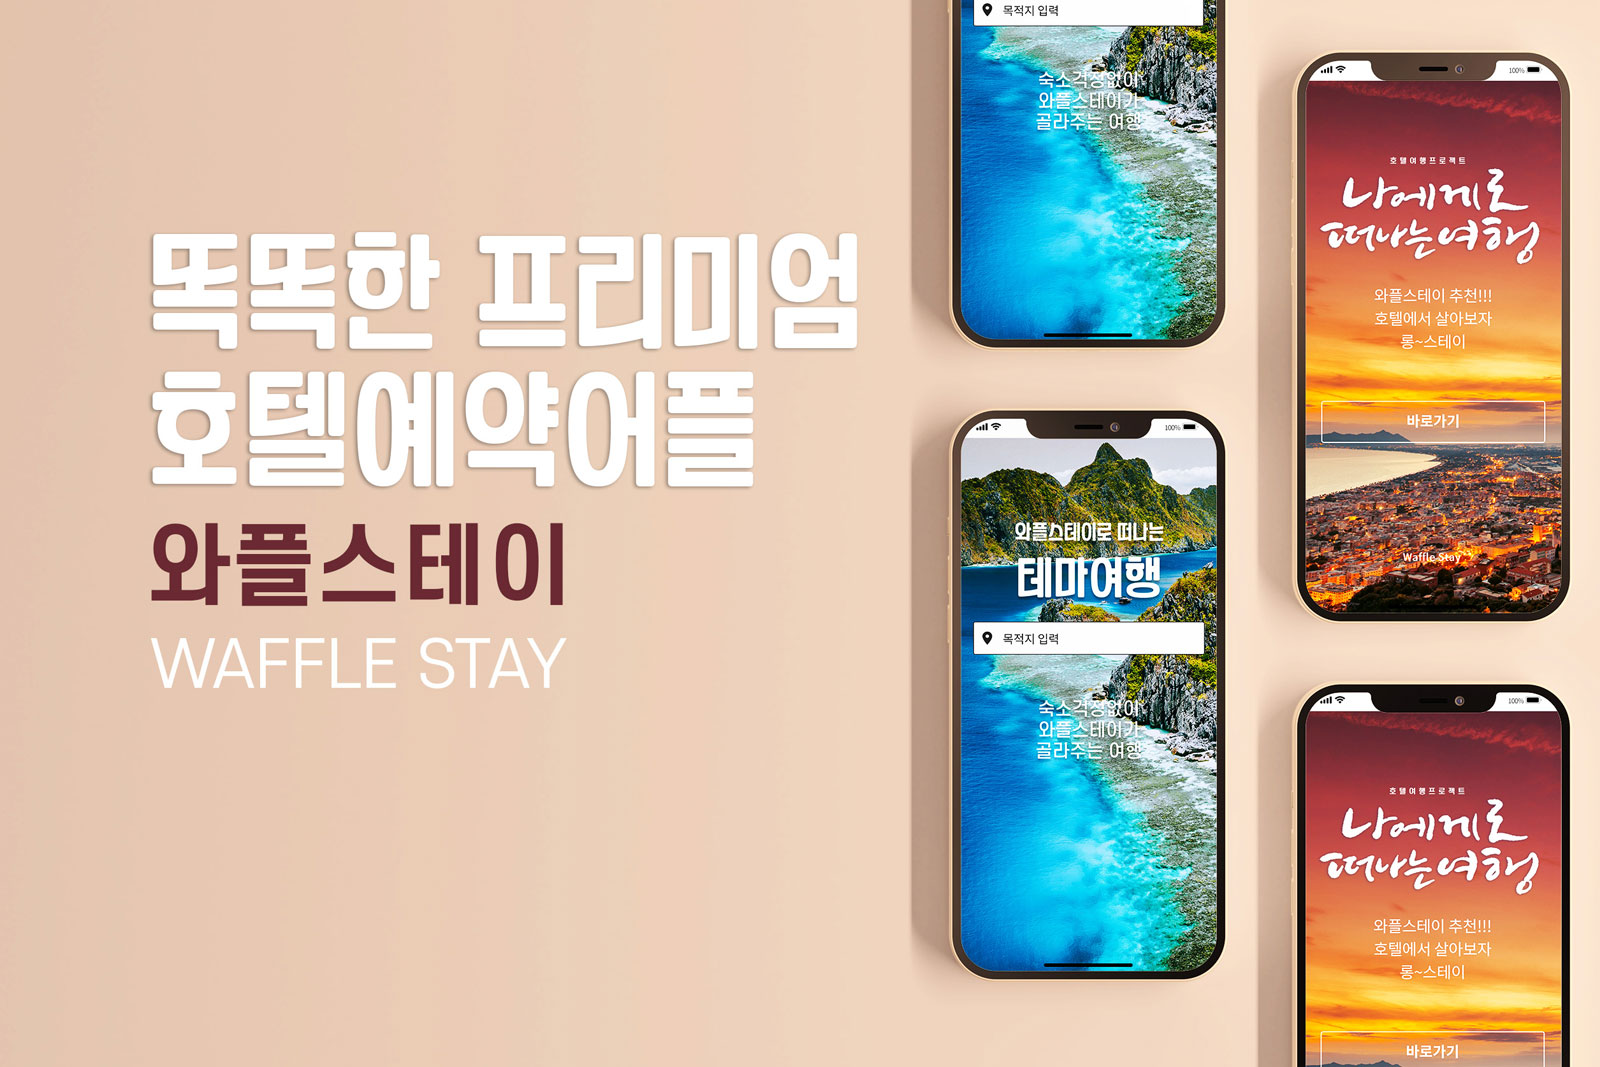 똑똑한 프리미엄
호텔예약어플
와플스테이
WAFFLE STAY
목적지 입력
숙소걱정없이
와플스테이가
골라주는 여행
100%
와플스테이로 떠나는
테마여행
목적지 입력
숙소걱정없이
와플스테이가
골라주는 여행
100%
호텔여행프로젝트
나에게로
떠나는여행
와플스테이 추천!!!
호텔에서 살아보자
롱~스테이
바로가기
Waffle Stay
100%
호텔여행프로젝트
나에게로
떠나는여행
와플스테이 추천!!!
호텔에서 살아보자
롱~스테이
바로가기